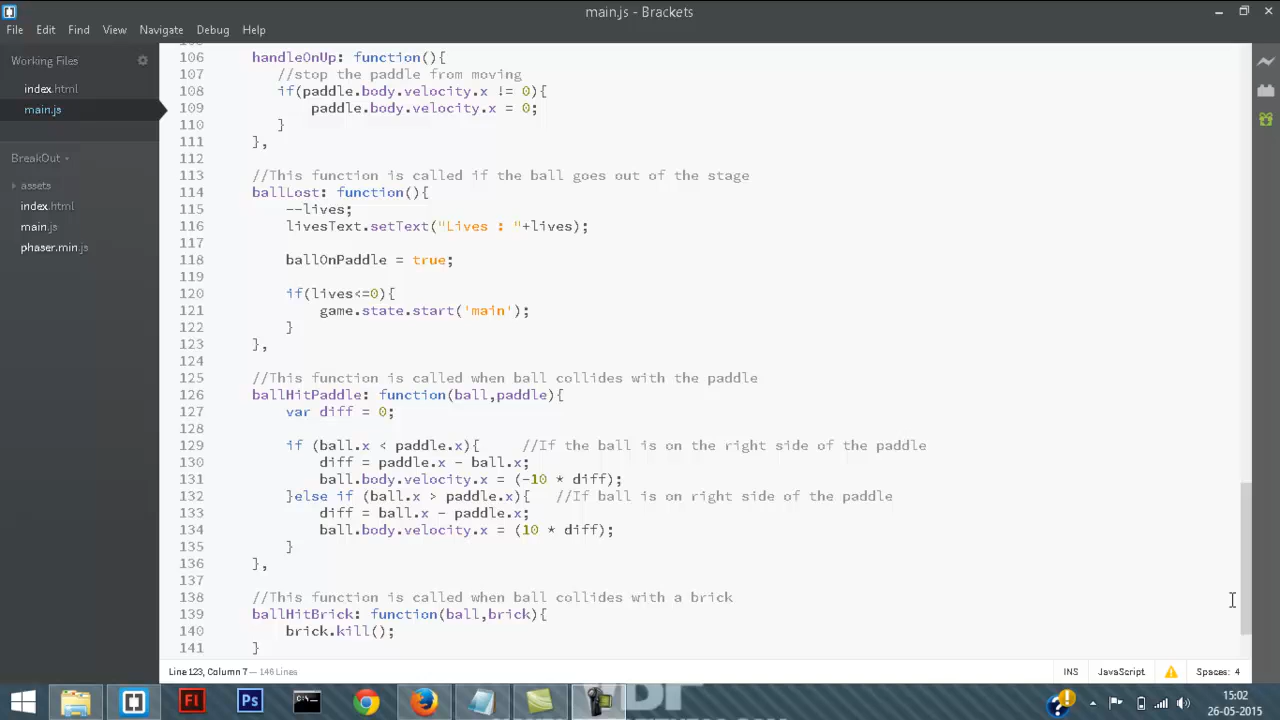 main.js - Brackets
File Edit Find View Navigate Debug Help
Working Files
index.html
main.js
BreakOut
assets
index.html
main.js
phaser.min.js
106 handleOnUp: function(){
107 //stop the paddle from moving
108 if(paddle.body.velocity.x != 0){
109 paddle.body.velocity.x = 0;
110 }
111 },
112
113 //This function is called if the ball goes out of the stage
114 ballLost: function(){
115 --lives;
116 livesText.setText("Lives : "+lives);
117
118 ballOnPaddle = true;
119
120 if(lives<=0){
121 game.state.start('main');
122 }
123 },
124
125 //This function is called when ball collides with the paddle
126 ballHitPaddle: function(ball,paddle){
127 var diff = 0;
128
129 if (ball.x < paddle.x){ //If the ball is on the right side of the paddle
130 diff = paddle.x - ball.x;
131 ball.body.velocity.x = (-10 * diff);
132 }else if (ball.x > paddle.x){ //If ball is on right side of the paddle
133 diff = ball.x - paddle.x;
134 ball.body.velocity.x = (10 * diff);
135 }
136 },
137
138 //This function is called when ball collides with a brick
139 ballHitBrick: function(ball,brick){
140 brick.kill();
141 }
Line 123, Column 7 — 146 Lines
INS JavaScript Spaces: 4
Fl
Ps
15:02
26-05-2015